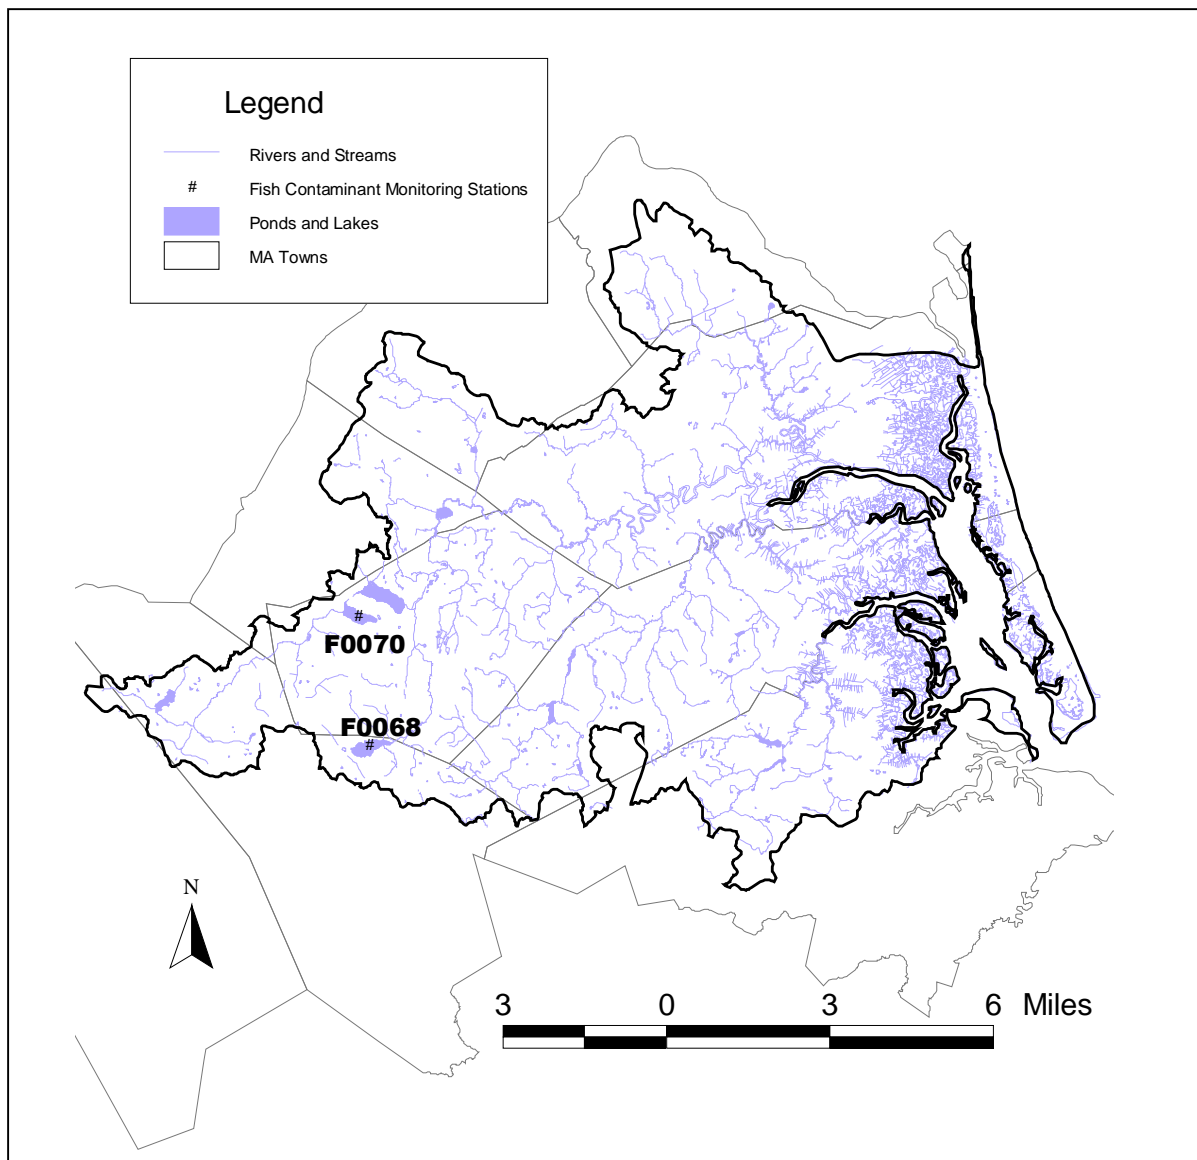 Legend
Rivers and Streams
# Fish Contaminant Monitoring Stations
Ponds and Lakes
MA Towns
#
F0070
F0068
#
N
3 0 3 6 Miles